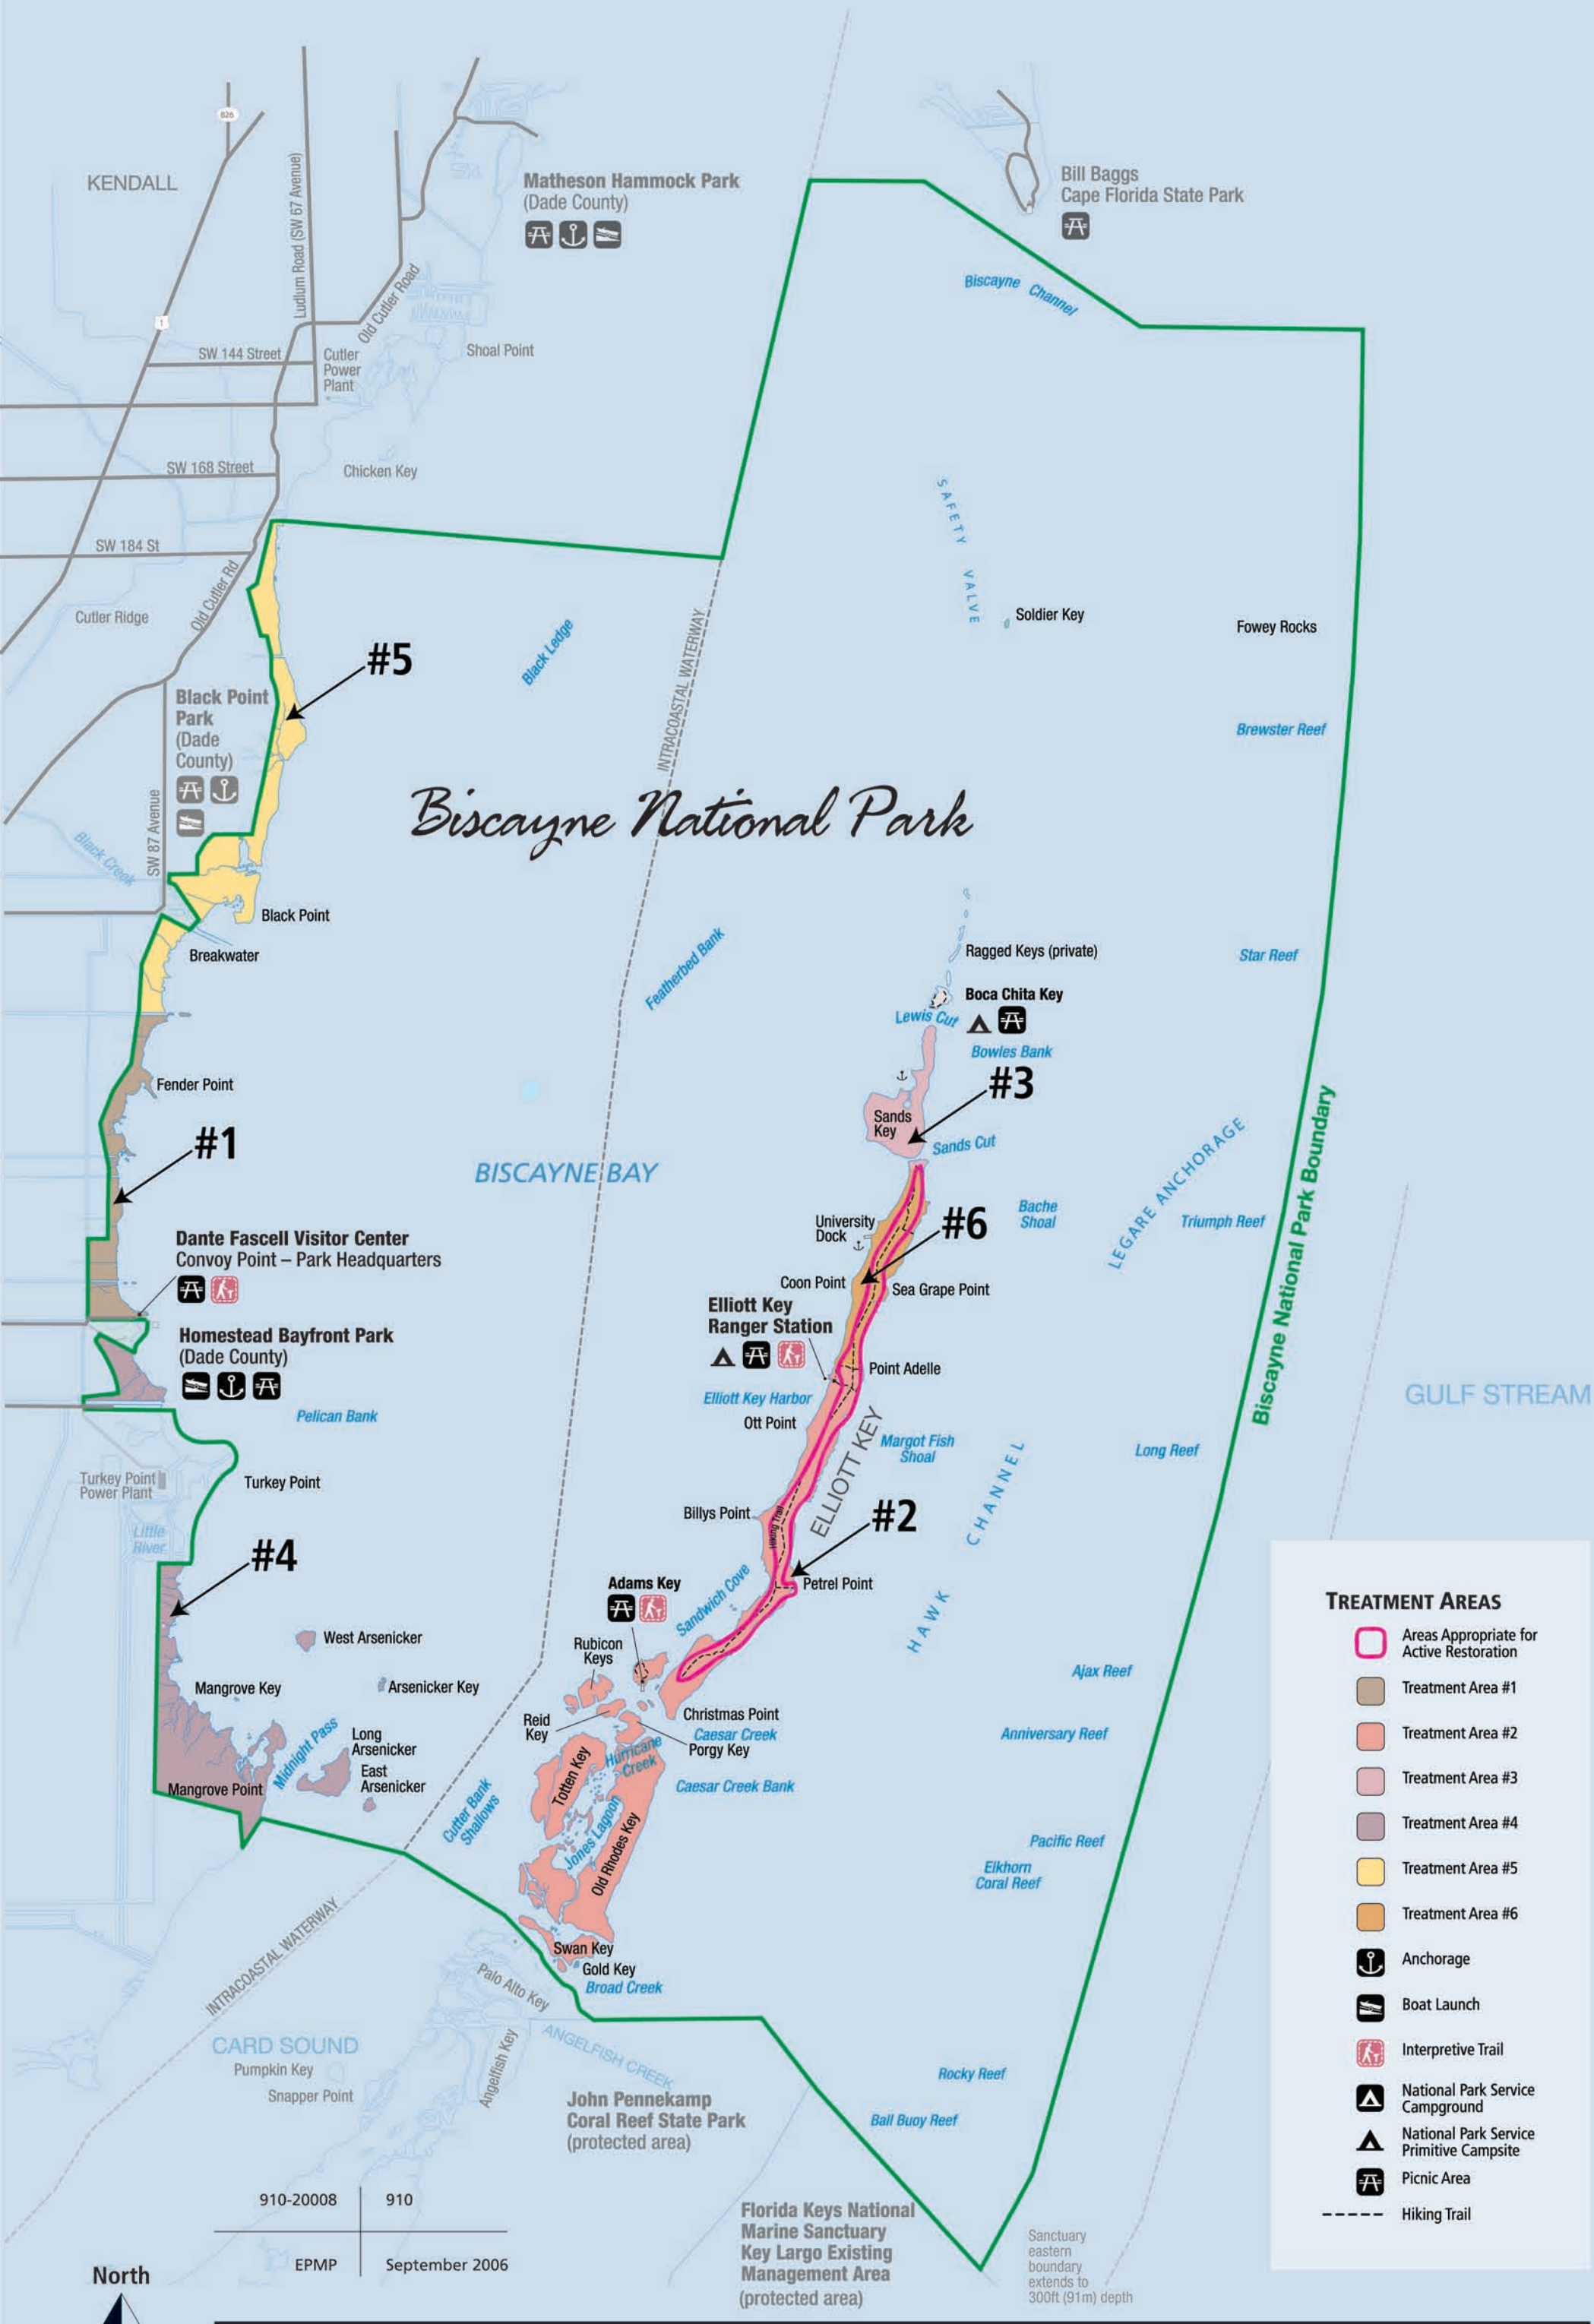 826
KENDALL
Ludlum Road (SW 67 Avenue)
Matheson Hammock Park
(Dade County)
Bill Baggs
Cape Florida State Park
Biscayne Channel
1
Old Cutler Road
SW 144 Street
Cutler
Power
Plant
Shoal Point
SW 168 Street
Chicken Key
SAFETY VALVE
SW 184 St
Old Cutler Rd
Cutler Ridge
Black Ledge
INTRACOASTAL WATERWAY
Soldier Key
Fowey Rocks
#5
Black Point
Park
(Dade
County)
Brewster Reef
SW 87 Avenue
Biscayne National Park
Black Creek
Black Point
Breakwater
Featherbed Bank
Ragged Keys (private)
Star Reef
Boca Chita Key
Lewis Cut
Bowles Bank
Fender Point
#3
Sands
Key
Sands Cut
#1
BISCAYNE BAY
LEGARE ANCHORAGE
Biscayne National Park Boundary
University
Dock
#6
Bache
Shoal
Triumph Reef
Dante Fascell Visitor Center
Convoy Point – Park Headquarters
Coon Point
Sea Grape Point
Elliott Key
Ranger Station
Homestead Bayfront Park
(Dade County)
Point Adelle
Elliott Key Harbor
GULF STREAM
Pelican Bank
Ott Point
ELLIOTT KEY
Margot Fish
Shoal
Long Reef
Turkey Point
Power Plant
Turkey Point
Billys Point
Hiking Trail
#2
HAWK CHANNEL
Little
River
#4
Adams Key
Sandwich Cove
Petrel Point
West Arsenicker
Rubicon
Keys
Mangrove Key
Arsenicker Key
Ajax Reef
Reid
Key
Christmas Point
Caesar Creek
Porgy Key
Anniversary Reef
Midnight Pass
Long
Arsenicker
East
Arsenicker
Hurricane
Creek
Totten Key
Caesar Creek Bank
Mangrove Point
Cutter Bank
Shallows
Jones Lagoon
Old Rhodes Key
Pacific Reef
Elkhorn
Coral Reef
INTRACOASTAL WATERWAY
Swan Key
Gold Key
Broad Creek
Palo Alto Key
CARD SOUND
Pumpkin Key
Snapper Point
Angelfish Key
ANGELFISH CREEK
John Pennekamp
Coral Reef State Park
(protected area)
Rocky Reef
Ball Buoy Reef
910-20008 910
EPMP September 2006
Florida Keys National
Marine Sanctuary
Key Largo Existing
Management Area
(protected area)
Sanctuary
eastern
boundary
extends to
300ft (91m) depth
North
TREATMENT AREAS
Areas Appropriate for
Active Restoration
Treatment Area #1
Treatment Area #2
Treatment Area #3
Treatment Area #4
Treatment Area #5
Treatment Area #6
Anchorage
Boat Launch
Interpretive Trail
National Park Service
Campground
National Park Service
Primitive Campsite
Picnic Area
Hiking Trail